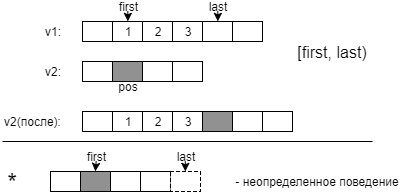 first last
v1: 1 2 3
[first, last)
v2:
pos
v2(после): 1 2 3
first last
* - неопределенное поведение